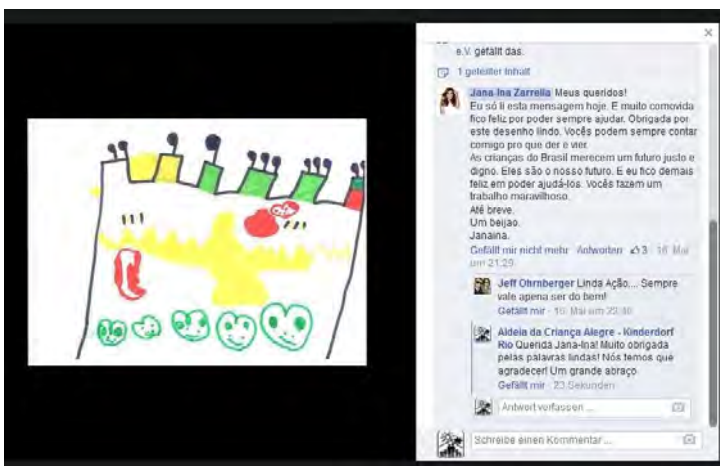 e.V. gefällt das.
1 geteilter Inhalt
Jana-Ina Zarrella Meus queridos!
Eu só li esta mensagem hoje. E muito comovida
fico feliz por poder sempre ajudar. Obrigada por
este desenho lindo. Vocês podem sempre contar
comigo pro que der e vier.
As crianças do Brasil merecem um futuro justo e
digno. Eles são o nosso futuro. E eu fico demais
feliz em poder ajudá-los. Vocês fazem um
trabalho maravilhoso.
Até breve.
Um beijao.
Janaina.
Gefällt mir nicht mehr · Antworten · 3 · 16. Mai
um 21:29
Jeff Ohrnberger Linda Ação.... Sempre
vale apena ser do bem!
Gefällt mir · 16. Mai um 23:40
Aldeia da Criança Alegre - Kinderdorf
Rio Querida Jana-Ina! Muito obrigada
pelas palavras lindas! Nós temos que
agradecer! Um grande abraço
Gefällt mir · 23 Sekunden
Antwort verfassen ...
Schreibe einen Kommentar ...